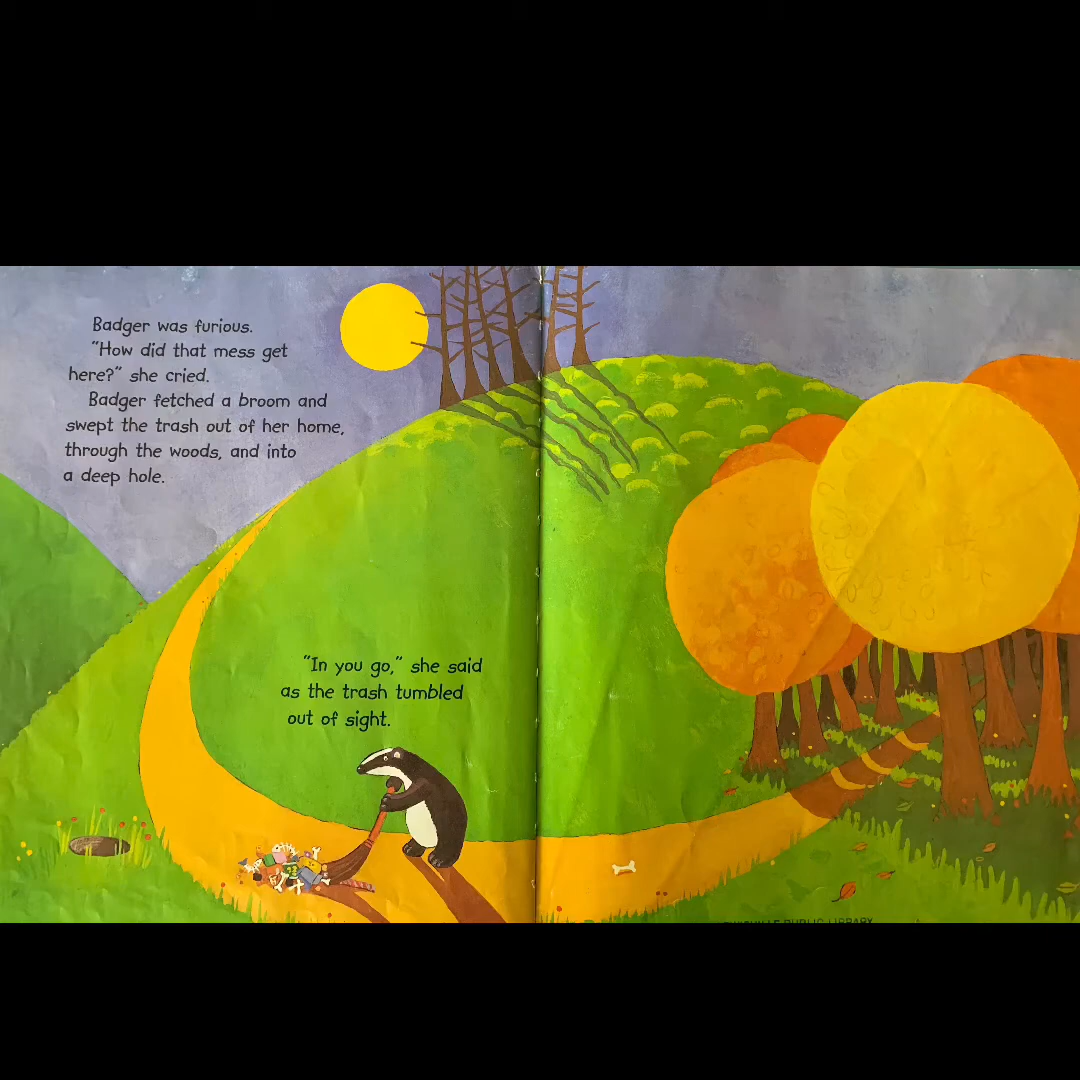 Badger was furious.
"How did that mess get
here?" she cried.
Badger fetched a broom and
swept the trash out of her home,
through the woods, and into
a deep hole.
"In you go," she said
as the trash tumbled
out of sight.
PUBLIC LIBRARY